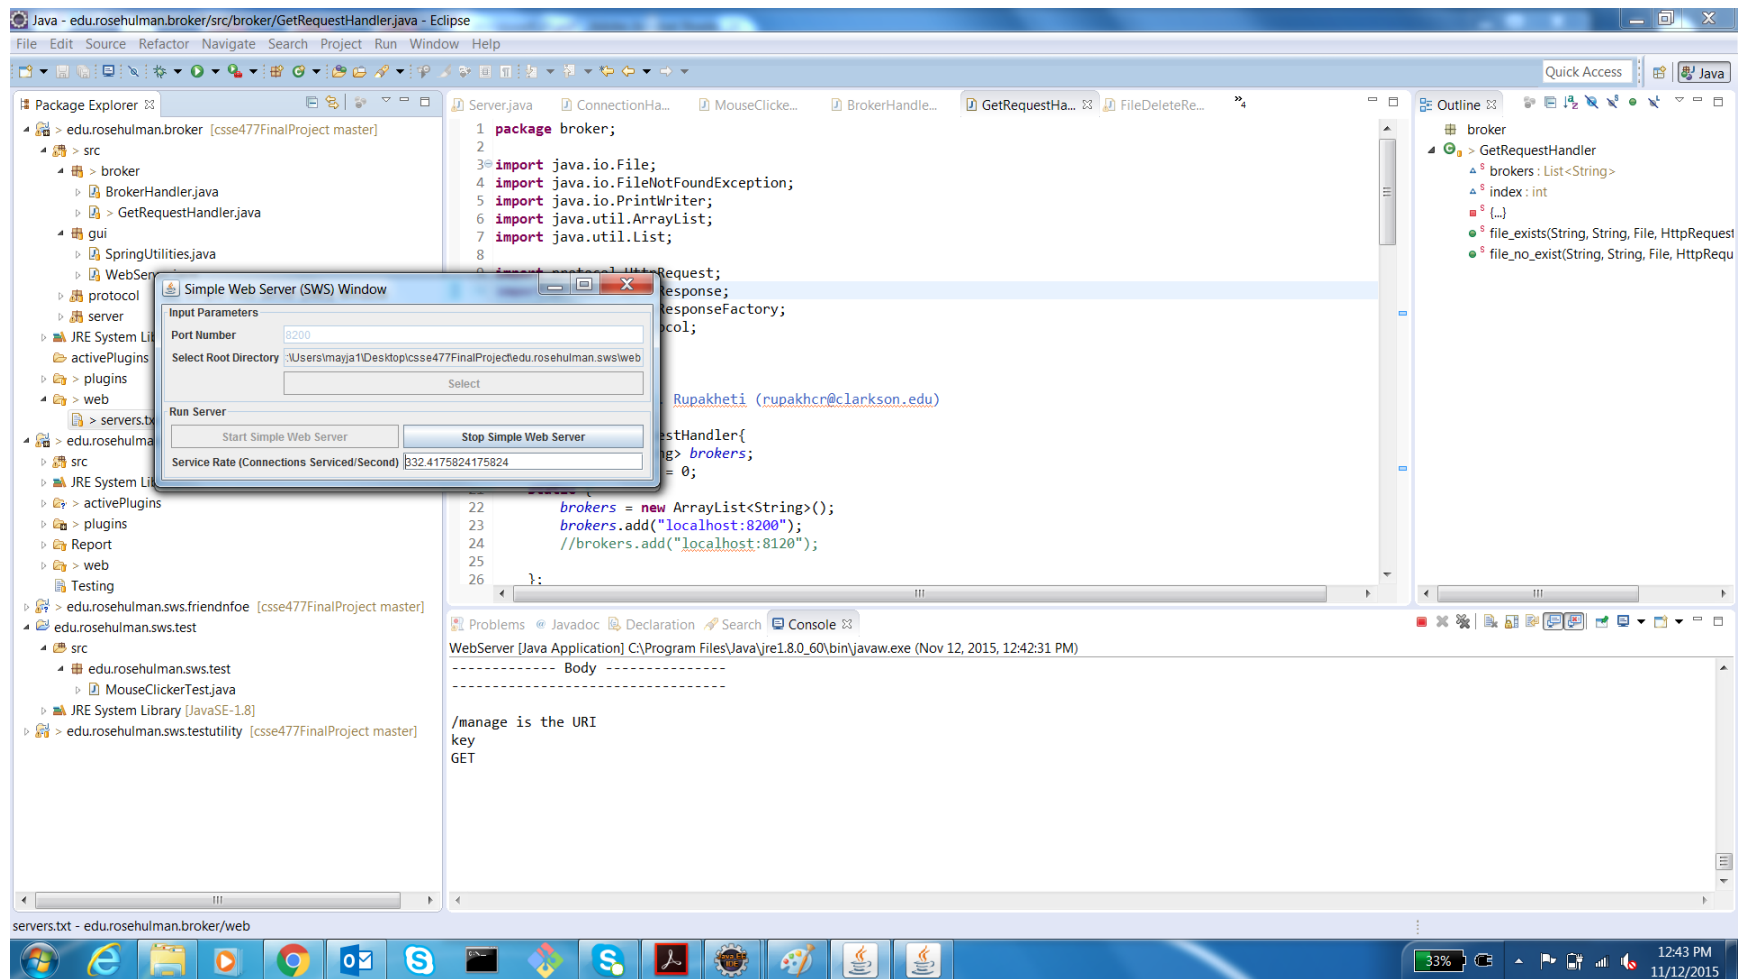 Java - edu.rosehulman.broker/src/broker/GetRequestHandler.java - Eclipse
File Edit Source Refactor Navigate Search Project Run Window Help
Quick Access
Java
Package Explorer
> edu.rosehulman.broker [csse477FinalProject master]
> src
> broker
BrokerHandler.java
> GetRequestHandler.java
gui
SpringUtilities.java
protocol
server
activePlugins
> plugins
> web
> servers.tx
> edu.rosehulma
src
> activePlugins
> plugins
Report
> web
Testing
> edu.rosehulman.sws.friendnfoe [csse477FinalProject master]
edu.rosehulman.sws.test
src
edu.rosehulman.sws.test
MouseClickerTest.java
JRE System Library [JavaSE-1.8]
> edu.rosehulman.sws.testutility [csse477FinalProject master]
Simple Web Server (SWS) Window
Input Parameters
Port Number 8200
Select Root Directory :\Users\mayja1\Desktop\csse477FinalProject\edu.rosehulman.sws\web
Select
Run Server
Start Simple Web Server Stop Simple Web Server
Service Rate (Connections Serviced/Second) 332.4175824175824
Server.java ConnectionHa... MouseClicke... BrokerHandle... GetRequestHa... FileDeleteRe... »4
1 package broker;
2
3 import java.io.File;
4 import java.io.FileNotFoundException;
5 import java.io.PrintWriter;
6 import java.util.ArrayList;
7 import java.util.List;
8
Request;
Response;
ResponseFactory;
ocol;
Rupakheti (rupakhcr@clarkson.edu)
estHandler{
ng> brokers;
= 0;
22 brokers = new ArrayList<String>();
23 brokers.add("localhost:8200");
24 //brokers.add("localhost:8120");
25
26 };
Outline
broker
> GetRequestHandler
brokers : List<String>
index : int
{...}
file_exists(String, String, File, HttpRequest
file_no_exist(String, String, File, HttpRequ
Problems Javadoc Declaration Search Console
WebServer [Java Application] C:\Program Files\Java\jre1.8.0_60\bin\javaw.exe (Nov 12, 2015, 12:42:31 PM)
------------- Body ---------------
----------------------------------
/manage is the URI
key
GET
servers.txt - edu.rosehulman.broker/web
33%
12:43 PM
11/12/2015